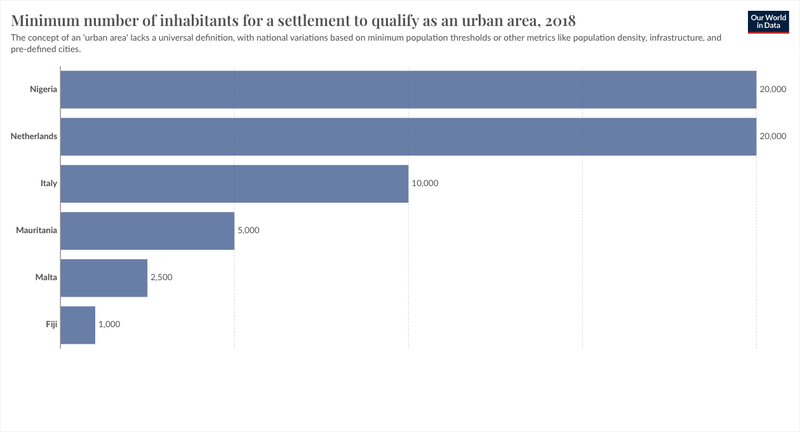 Minimum number of inhabitants for a settlement to qualify as an urban area, 2018
Our World
in Data
The concept of an 'urban area' lacks a universal definition, with national variations based on minimum population thresholds or other metrics like population density, infrastructure, and
pre-defined cities.
Nigeria 20,000
Netherlands 20,000
Italy 10,000
Mauritania 5,000
Malta 2,500
Fiji 1,000